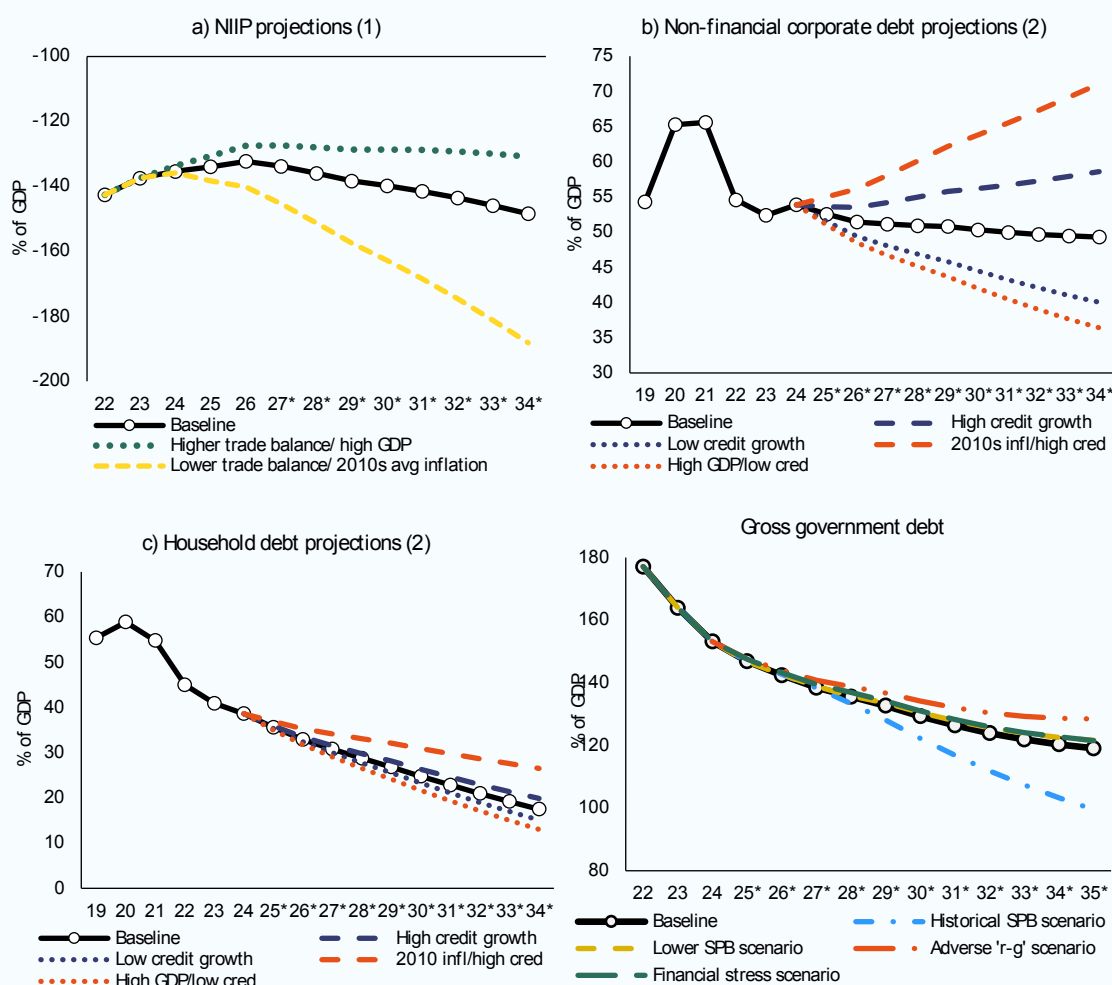 a) NIIP projections (1)
-100
-120
-140
-160
-180
-200
% of GDP
22 23 24 25 26 27* 28* 29* 30* 31* 32* 33* 34*
Baseline
Higher trade balance/ high GDP
Lower trade balance/ 2010s avg inflation
b) Non-financial corporate debt projections (2)
75
70
65
60
55
50
45
40
35
30
% of GDP
19 20 21 22 23 24 25* 26* 27* 28* 29* 30* 31* 32* 33* 34*
Baseline
High credit growth
Low credit growth
2010s infl/high cred
High GDP/low cred
c) Household debt projections (2)
70
60
50
40
30
20
10
0
% of GDP
19 20 21 22 23 24 25* 26* 27* 28* 29* 30* 31* 32* 33* 34*
Baseline
High credit growth
Low credit growth
2010 infl/high cred
High GDP/low cred
Gross government debt
180
160
140
120
100
80
% of GDP
22 23 24 25* 26* 27* 28* 29* 30* 31* 32* 33* 34* 35*
Baseline
Historical SPB scenario
Lower SPB scenario
Adverse 'r-g' scenario
Financial stress scenario